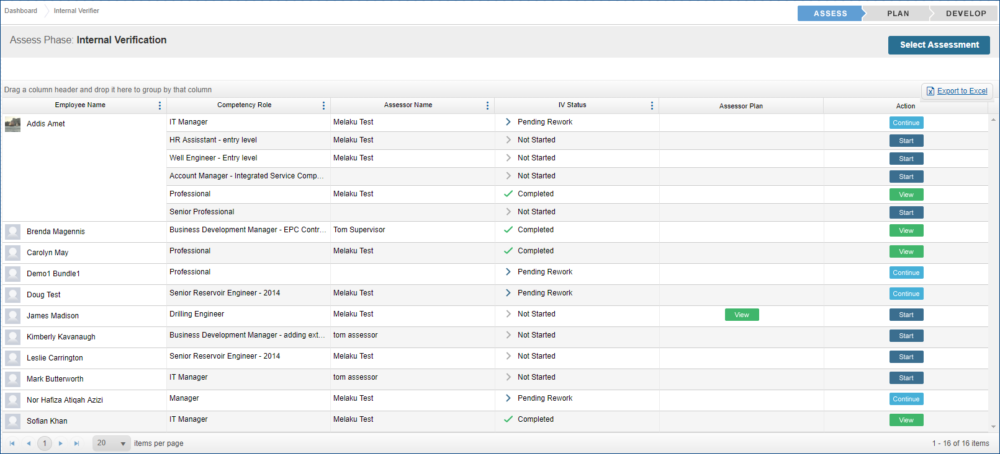 Dashboard Internal Verifier ASSESS PLAN DEVELOP
Assess Phase: Internal Verification
Select Assessment
Drag a column header and drop it here to group by that column
Export to Excel
Employee Name Competency Role Assessor Name IV Status Assessor Plan Action
Addis Amet IT Manager Melaku Test Pending Rework Continue
HR Assisstant - entry level Melaku Test Not Started Start
Well Engineer - Entry level Melaku Test Not Started Start
Account Manager - Integrated Service Comp... Not Started Start
Professional Melaku Test Completed View
Senior Professional Not Started Start
Brenda Magennis Business Development Manager - EPC Contr... Tom Supervisor Completed View
Carolyn May Professional Melaku Test Completed View
Demo1 Bundle1 Professional Pending Rework Continue
Doug Test Senior Reservoir Engineer - 2014 Melaku Test Pending Rework Continue
James Madison Drilling Engineer Melaku Test Not Started View Start
Kimberly Kavanaugh Business Development Manager - adding ext... tom assessor Not Started Start
Leslie Carrington Senior Reservoir Engineer - 2014 Melaku Test Not Started Start
Mark Butterworth IT Manager tom assessor Not Started Start
Nor Hafiza Atiqah Azizi Manager Melaku Test Pending Rework Continue
Sofian Khan IT Manager Melaku Test Completed View
1 20 items per page 1 - 16 of 16 items